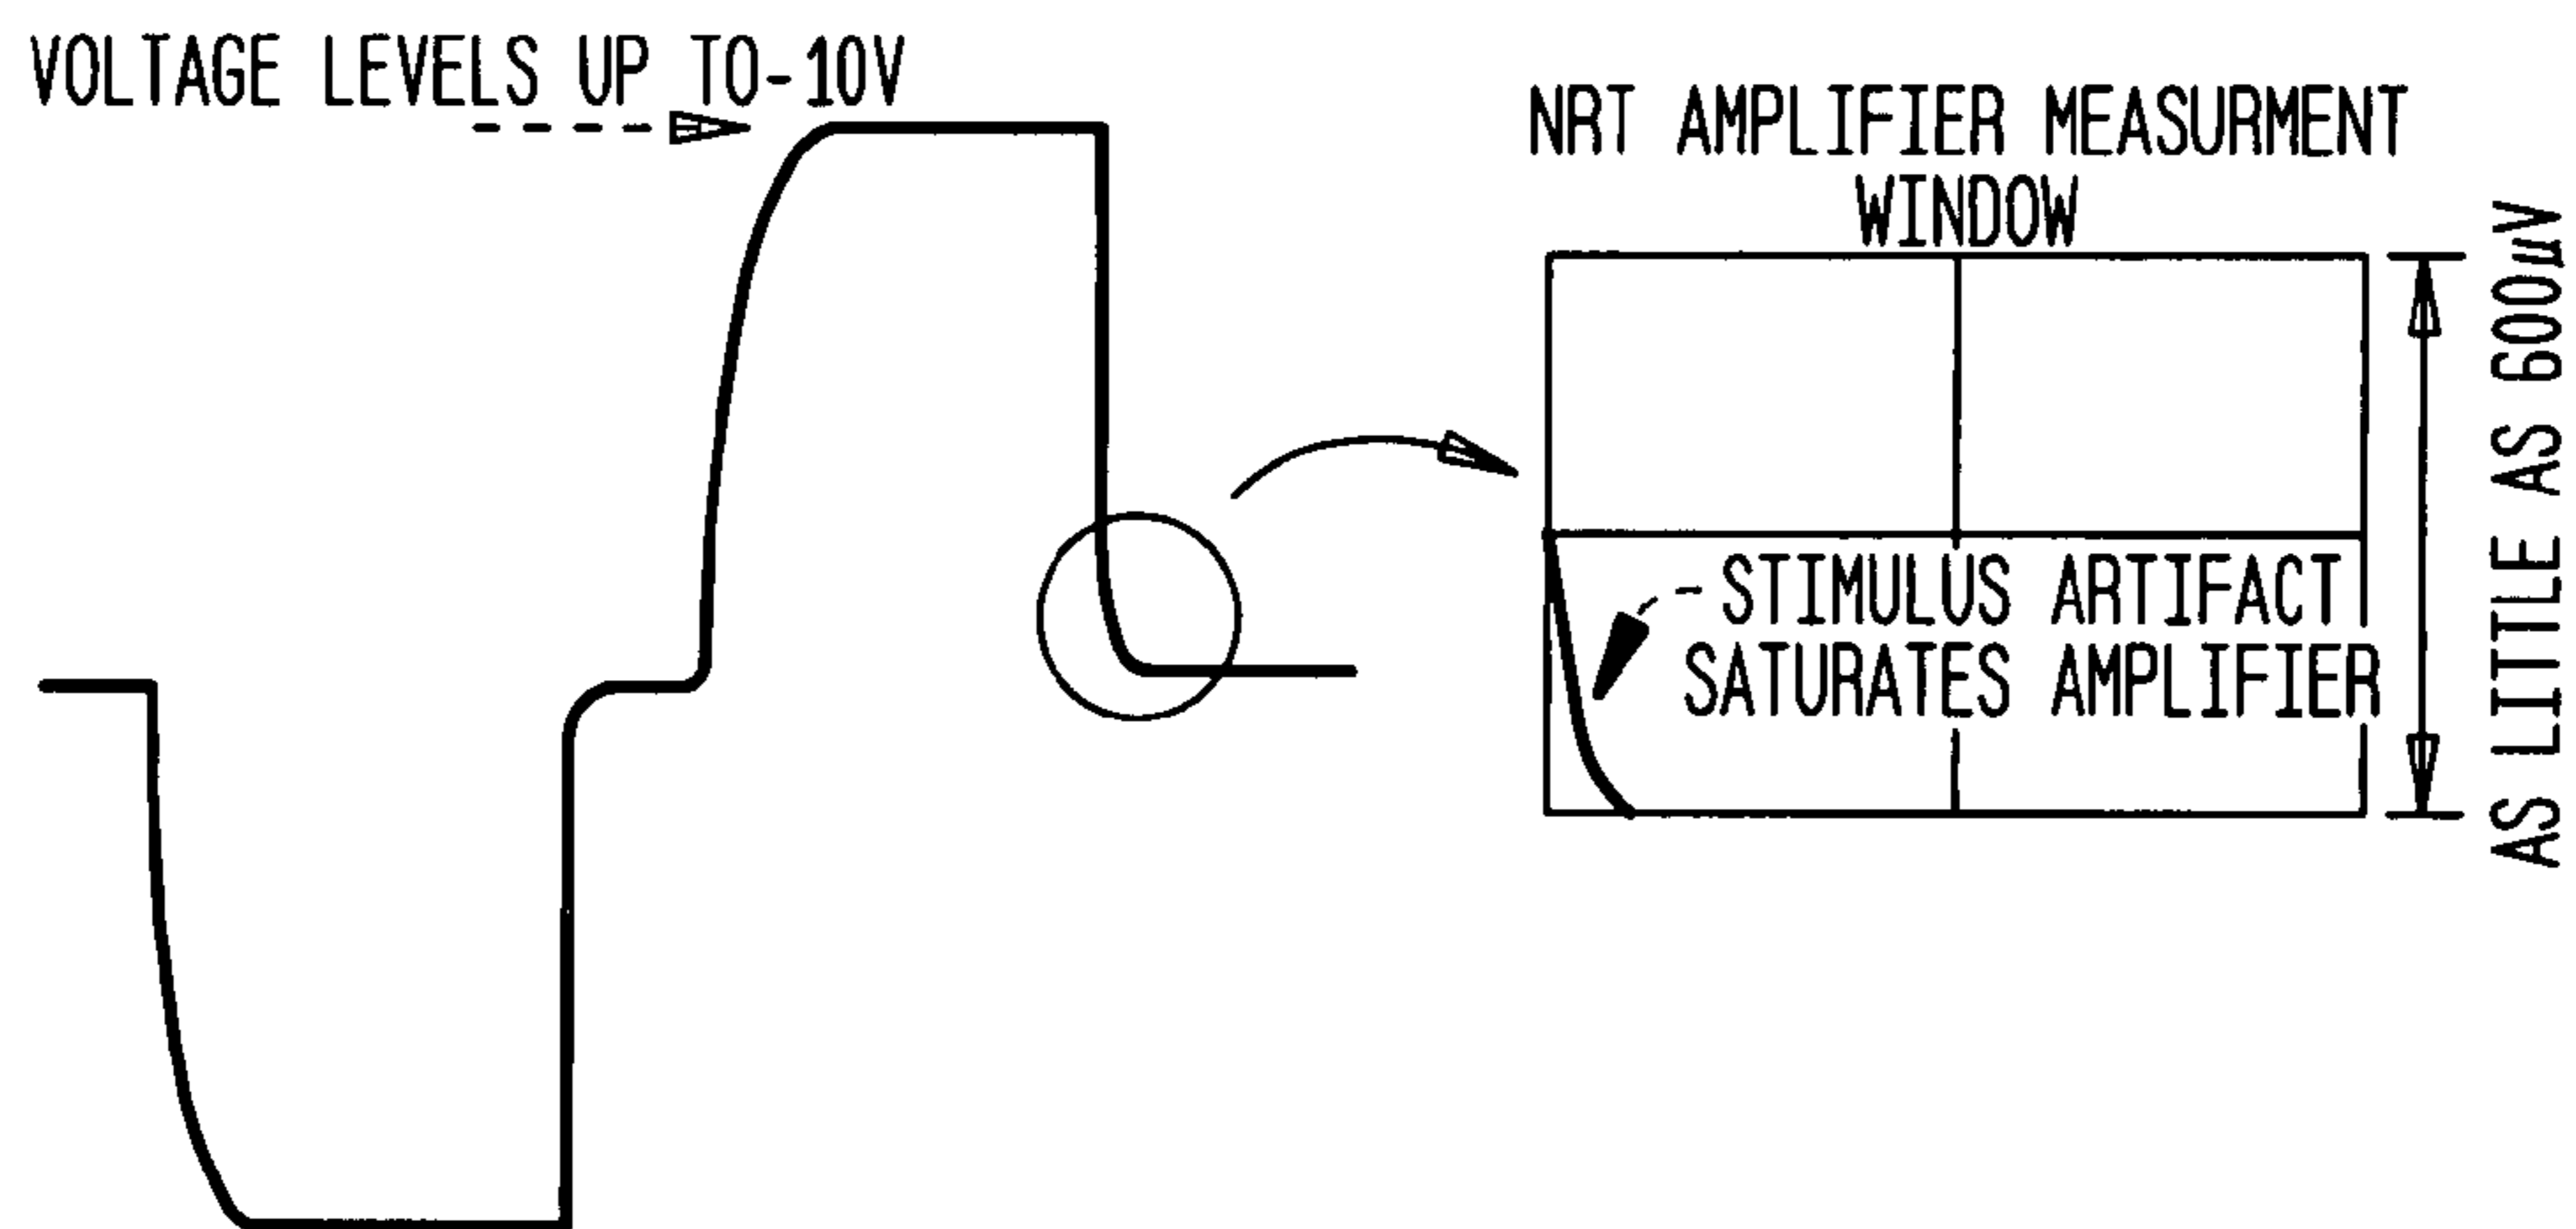 VOLTAGE LEVELS UP TO-10V
NRT AMPLIFIER MEASURMENT
WINDOW
STIMULUS ARTIFACT
SATURATES AMPLIFIER
AS LITTLE AS 600µV